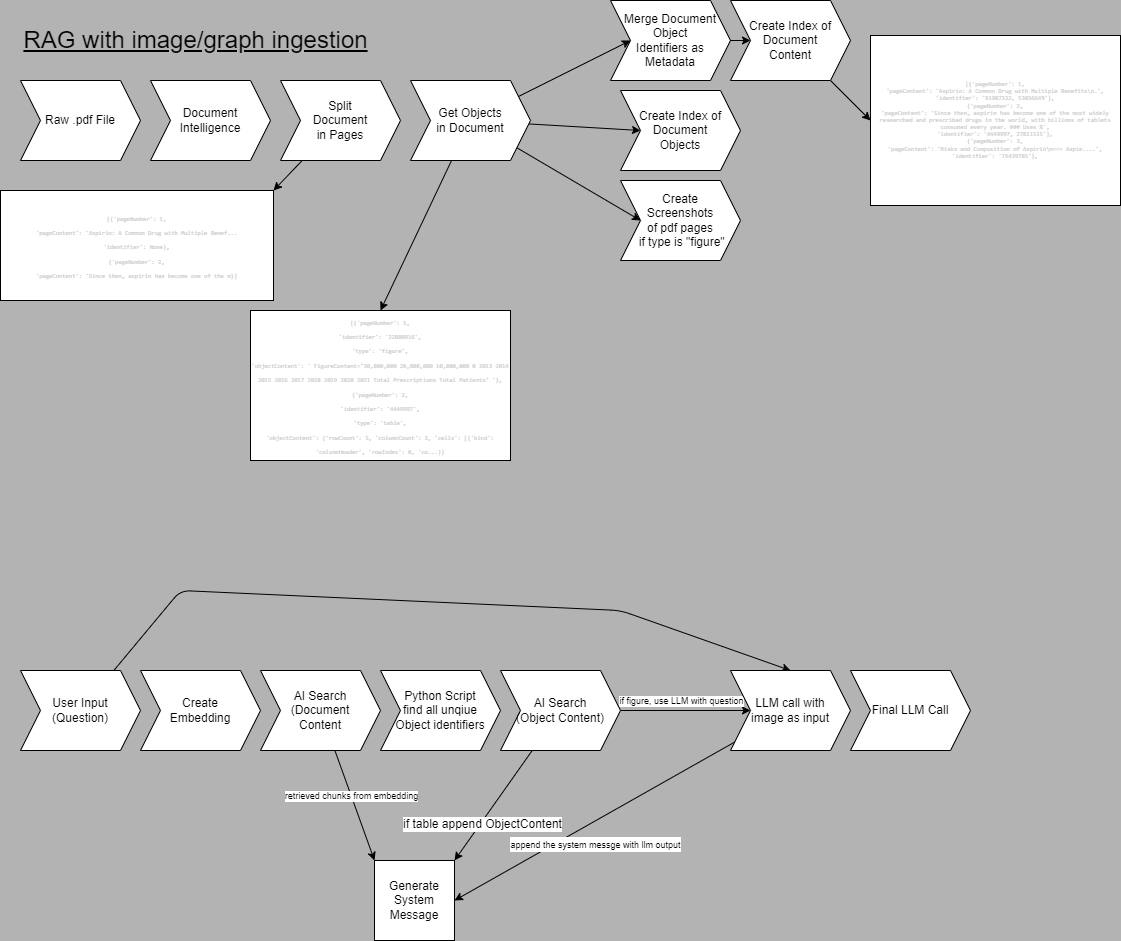 RAG with image/graph ingestion
Raw .pdf File
Document
Intelligence
Split
Document
in Pages
Get Objects
in Document
Merge Document
Object
Identifiers as
Metadata
Create Index of
Document
Content
Create Index of
Document
Objects
Create
Screenshots
of pdf pages
if type is "figure"
[{'pageNumber': 1,
'pageContent': 'Aspirin: A Common Drug with Multiple Benefits\n.',
'identifier':
{'pageNumber': 2,
'pageContent': 'Since then, aspirin has become one of the most widely
researched and prescribed drugs in the world, with billions of tablets
consumed every year. ### Uses
'identifier':
{'pageNumber': 3,
'pageContent': 'Risks and Composition of Aspirin
'identifier':
[{'pageNumber': 1,
'pageContent': 'Aspirin: A Common Drug with Multiple Benef...
'identifier': None},
{'pageNumber': 2,
'pageContent': 'Since then, aspirin has become one of the m}]
[{'pageNumber':
'identifier':
'type': 'figure',
'objectContent': ' FigureContent="30,000,000 20,000,000 10,000,000 0 2013 2014
2015 2016 2017 2018 2019 2020 2021 Total Prescriptions Total Patients" '},
{'pageNumber': 2,
'identifier': '4449997',
'type': 'table',
'objectContent': {'rowCount': 'columnCount': 'cells': [{'kind':
'columnHeader', 'rowIndex': 0, 'co...}]
User Input
(Question)
Create
Embedding
AI Search
(Document
Content
Python Script
find all unqiue
Object identifiers
AI Search
(Object Content)
if figure, use LLM with question
LLM call with
image as input
Final LLM Call
retrieved chunks from embedding
if table append ObjectContent
append the system messge with llm output
Generate
System
Message